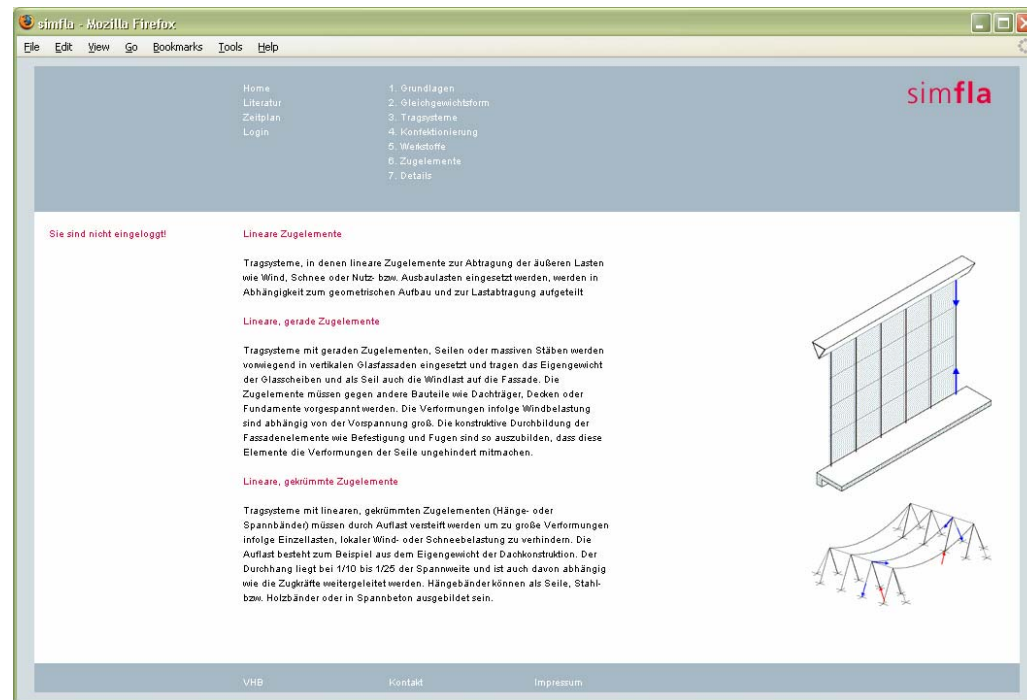 simfla - Mozilla Firefox
File Edit View Go Bookmarks Tools Help
Home
Literatur
Zeitplan
Login
1. Grundlagen
2. Gleichgewichtsform
3. Tragsysteme
4. Konfektionierung
5. Werkstoffe
6. Zugelemente
7. Details
simfla
Sie sind nicht eingeloggt!
Lineare Zugelemente
Tragsysteme, in denen lineare Zugelemente zur Abtragung der äußeren Lasten
wie Wind, Schnee oder Nutz- bzw. Ausbaulasten eingesetzt werden, werden in
Abhängigkeit zum geometrischen Aufbau und zur Lastabtragung aufgeteilt
Lineare, gerade Zugelemente
Tragsysteme mit geraden Zugelementen, Seilen oder massiven Stäben werden
vorwiegend in vertikalen Glasfassaden eingesetzt und tragen das Eigengewicht
der Glasscheiben und als Seil auch die Windlast auf die Fassade. Die
Zugelemente müssen gegen andere Bauteile wie Dachträger, Decken oder
Fundamente vorgespannt werden. Die Verformungen infolge Windbelastung
sind abhängig von der Vorspannung groß. Die konstruktive Durchbildung der
Fassadenelemente wie Befestigung und Fugen sind so auszubilden, dass diese
Elemente die Verformungen der Seile ungehindert mitmachen.
Lineare, gekrümmte Zugelemente
Tragsysteme mit linearen, gekrümmten Zugelementen (Hänge- oder
Spannbänder) müssen durch Auflast versteift werden um zu große Verformungen
infolge Einzellasten, lokaler Wind- oder Schneebelastung zu verhindern. Die
Auflast besteht zum Beispiel aus dem Eigengewicht der Dachkonstruktion. Der
Durchhang liegt bei 1/10 bis 1/25 der Spannweite und ist auch davon abhängig
wie die Zugkräfte weitergeleitet werden. Hängebänder können als Seile, Stahl-
bzw. Holzbänder oder in Spannbeton ausgebildet sein.
VHB
Kontakt
Impressum